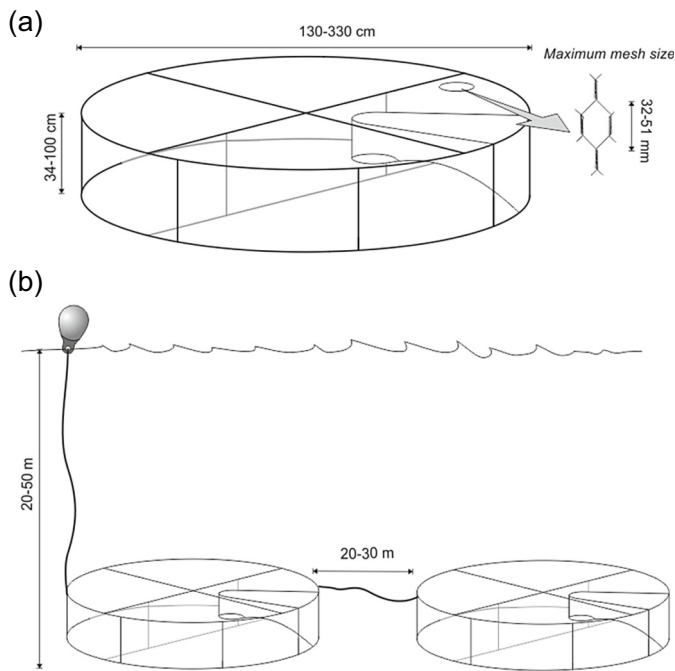 (a)
130-330 cm
Maximum mesh size
34-100 cm
32-51 mm
(b)
20-50 m
20-30 m